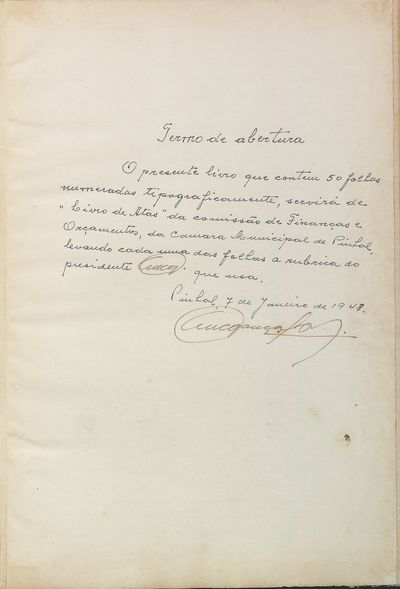 Termo de abertura
O presente livro que contem 50 folhas
numeradas tipograficamente, servirá de
"Livro de Atas" da comissão de Finanças e
Orçamentos, da Camara Municipal de Pinhal,
levando cada uma das folhas a rubrica do
presidente que usa.
Pinhal, 7 de Janeiro de 1948.